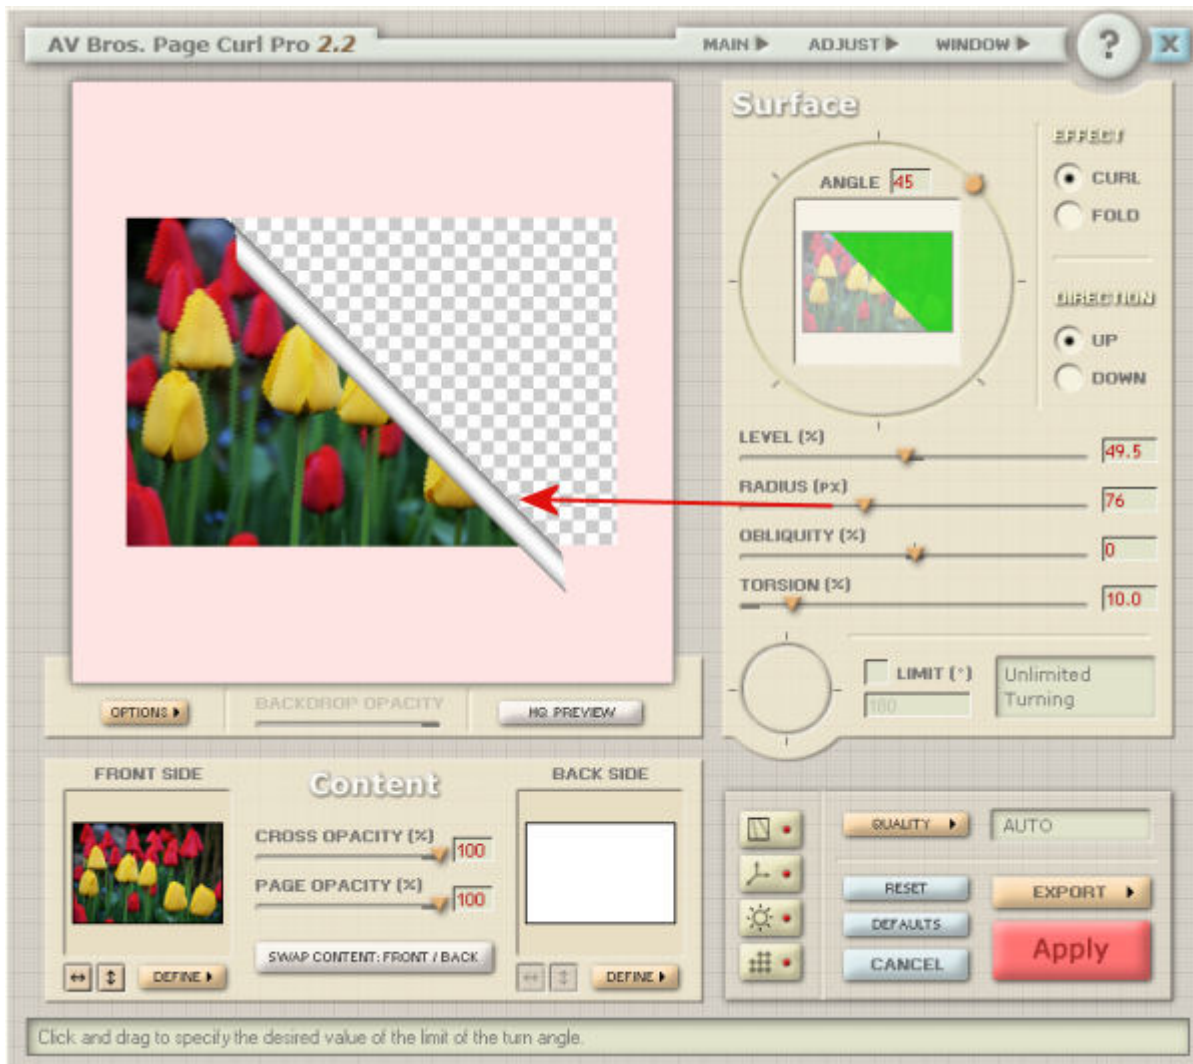 AV Bros. Page Curl Pro 2.2
MAIN
ADJUST
WINDOW
?
X
Surface
EFFECT
ANGLE 45
CURL
FOLD
DIRECTION
UP
DOWN
LEVEL (%)
49.5
RADIUS (PX)
76
OBLIQUITY (%)
0
TORSION (%)
10.0
LIMIT (°)
180
Unlimited
Turning
OPTIONS
BACKDROP OPACITY
HQ PREVIEW
FRONT SIDE
Content
BACK SIDE
CROSS OPACITY (%)
100
PAGE OPACITY (%)
100
SWAP CONTENT: FRONT / BACK
DEFINE
DEFINE
QUALITY
AUTO
RESET
EXPORT
DEFAULTS
Apply
CANCEL
Click and drag to specify the desired value of the limit of the turn angle.